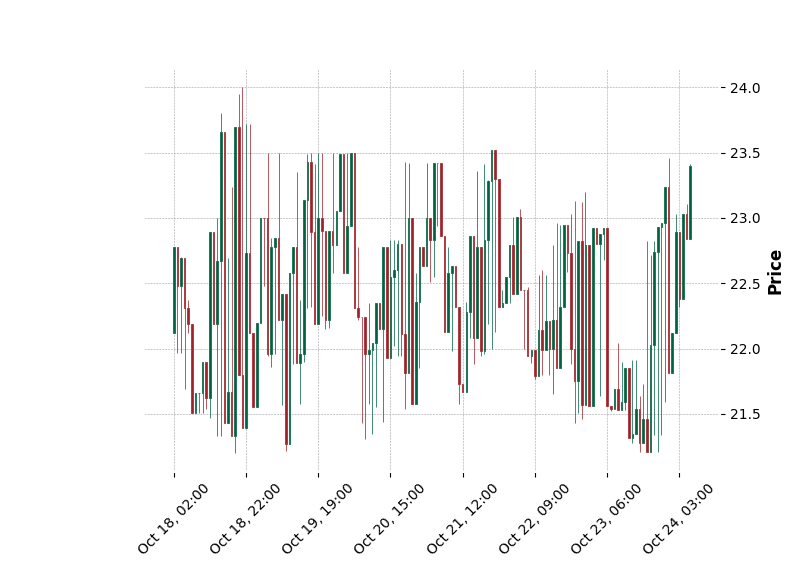 24.0
23.5
23.0
22.5
22.0
21.5
Price
Oct 18, 02:00
Oct 18, 22:00
Oct 19, 19:00
Oct 20, 15:00
Oct 21, 12:00
Oct 22, 09:00
Oct 23, 06:00
Oct 24, 03:00